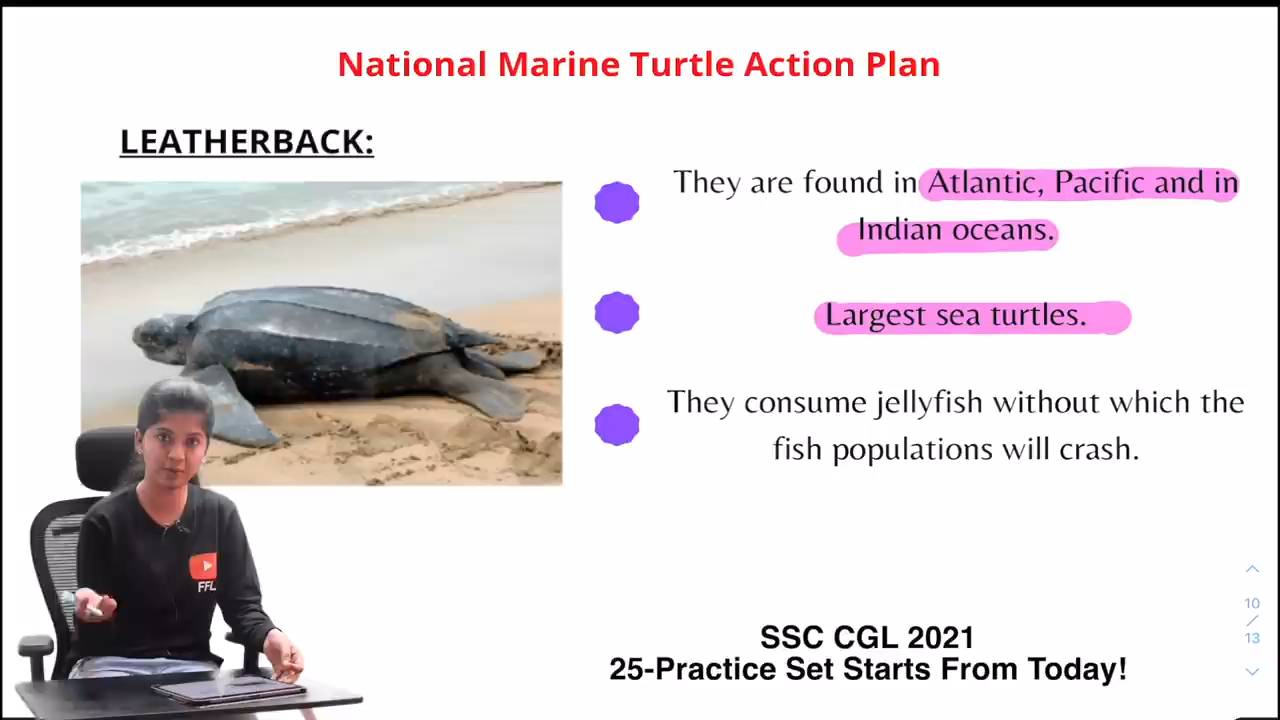 National Marine Turtle Action Plan
LEATHERBACK:
They are found in Atlantic, Pacific and in
Indian oceans.
Largest sea turtles.
They consume jellyfish without which the
fish populations will crash.
FFL
10
/
13
SSC CGL 2021
25-Practice Set Starts From Today!